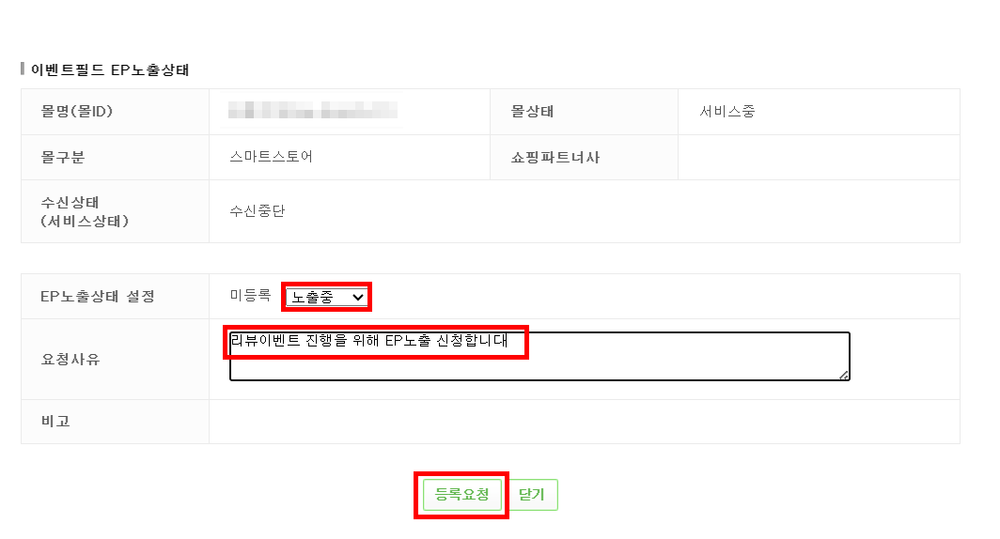 이벤트필드 EP노출상태
몰명(몰ID)
몰상태
서비스중
몰구분
스마트스토어
쇼핑파트너사
수신상태
(서비스상태)
수신중단
EP노출상태 설정
미등록
노출중
요청사유
리뷰이벤트 진행을 위해 EP노출 신청합니다
비고
등록요청
닫기